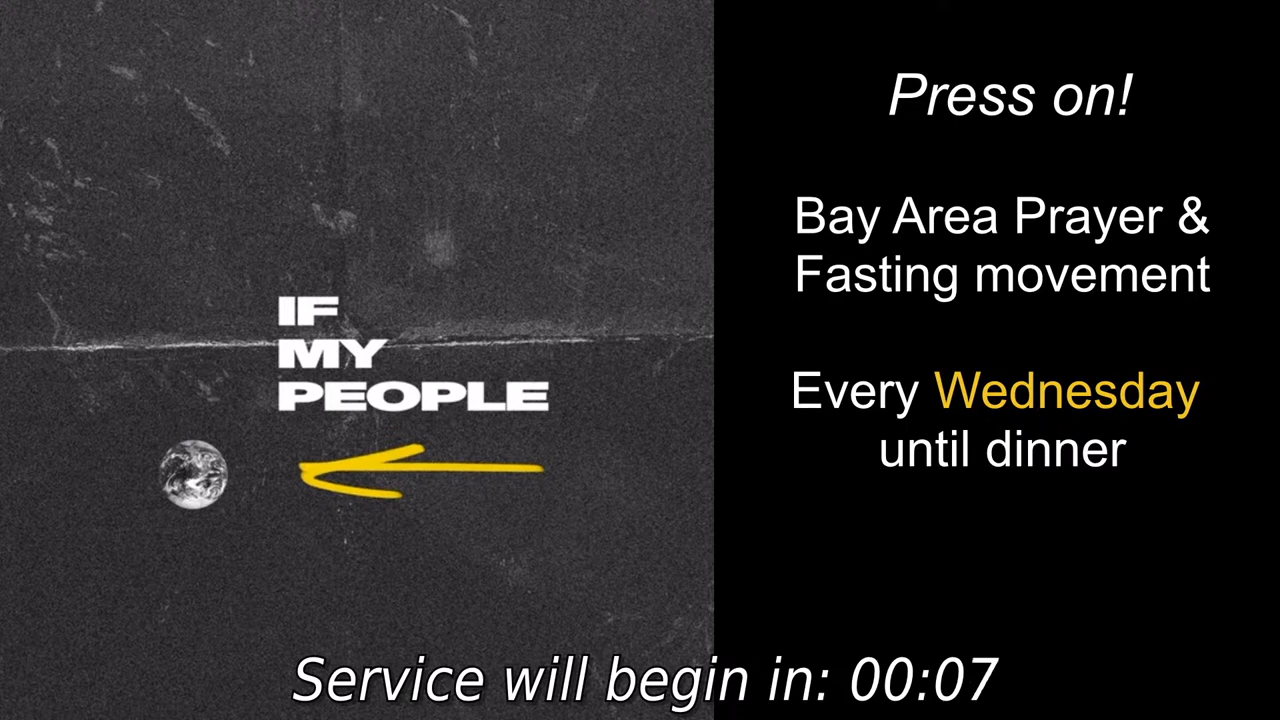 IF
MY
PEOPLE
Press on!
Bay Area Prayer &
Fasting movement
Every Wednesday
until dinner
Service will begin in: 00:07